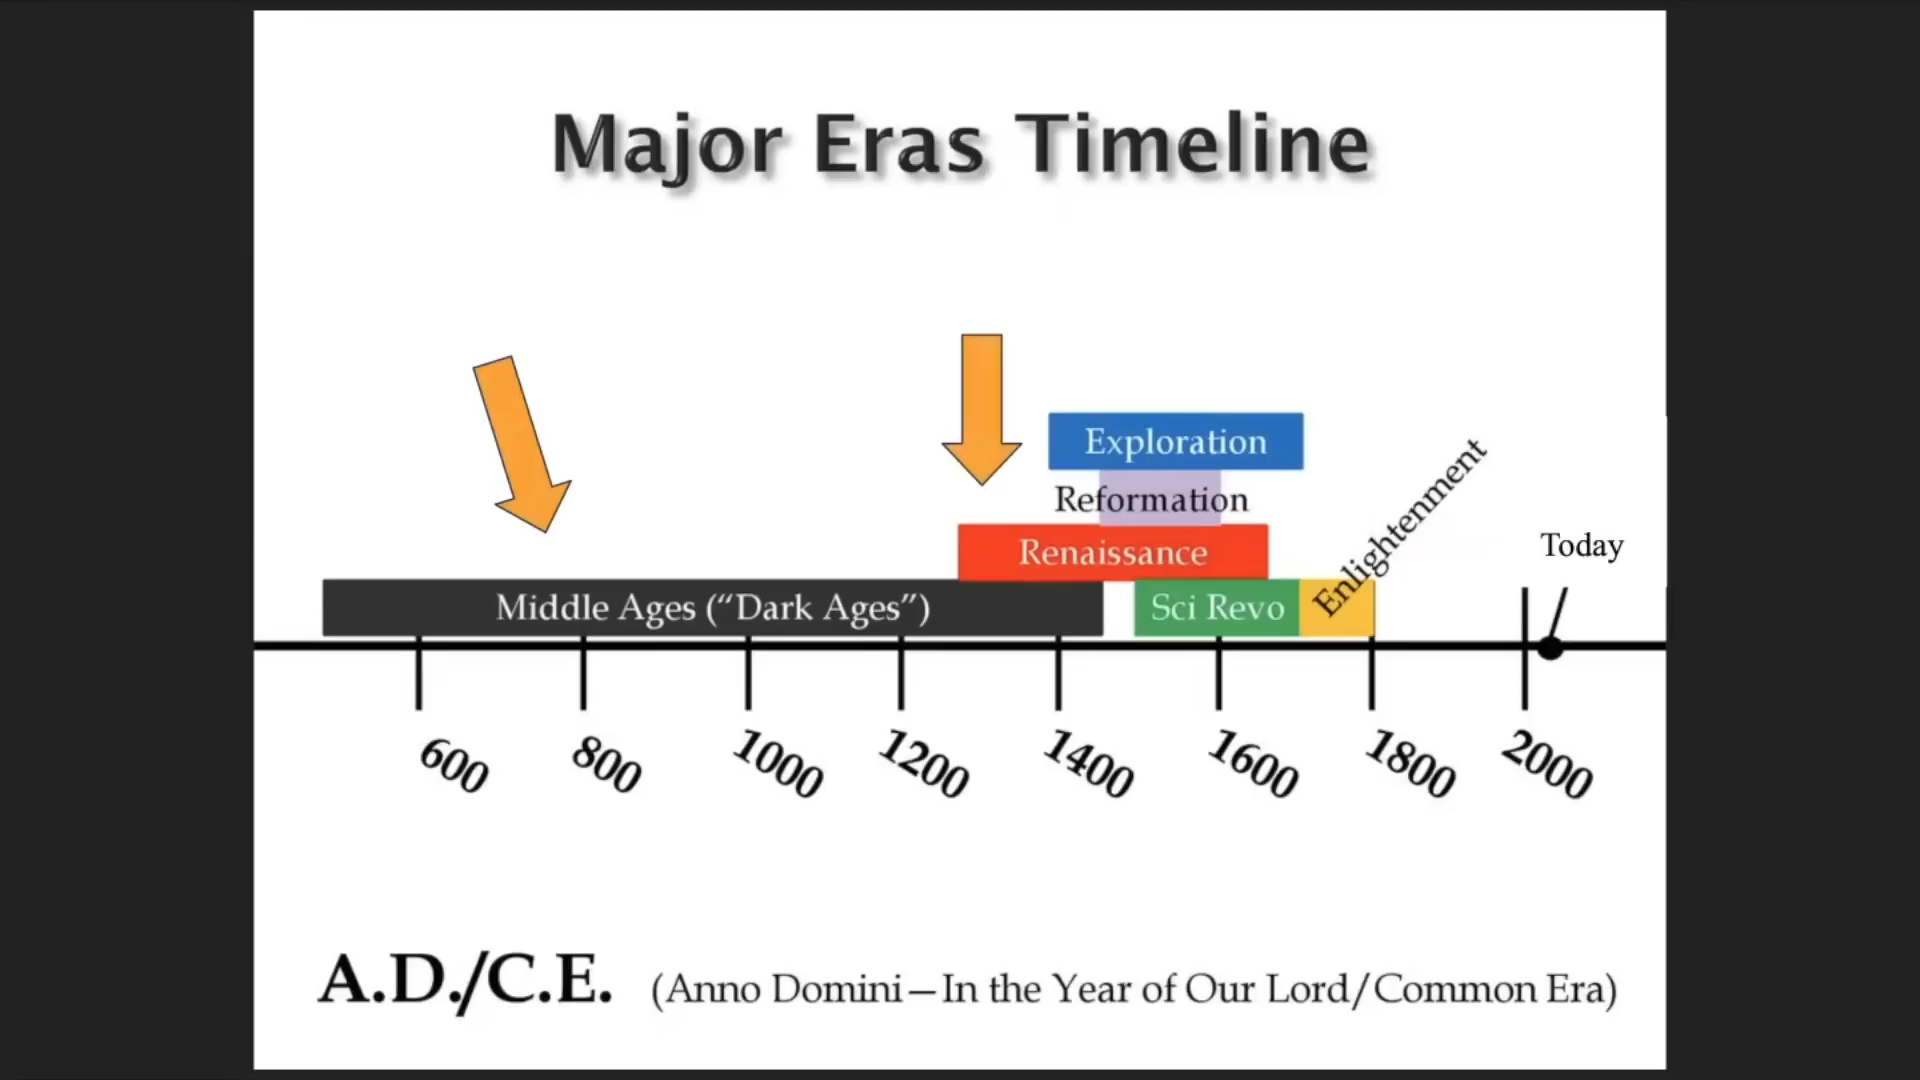 Major Eras Timeline
Exploration
Reformation
Renaissance
Enlightenment
Today
Middle Ages (“Dark Ages”)
Sci Revo
600
800
1000
1200
1400
1600
1800
2000
A.D./C.E. (Anno Domini—In the Year of Our Lord/Common Era)